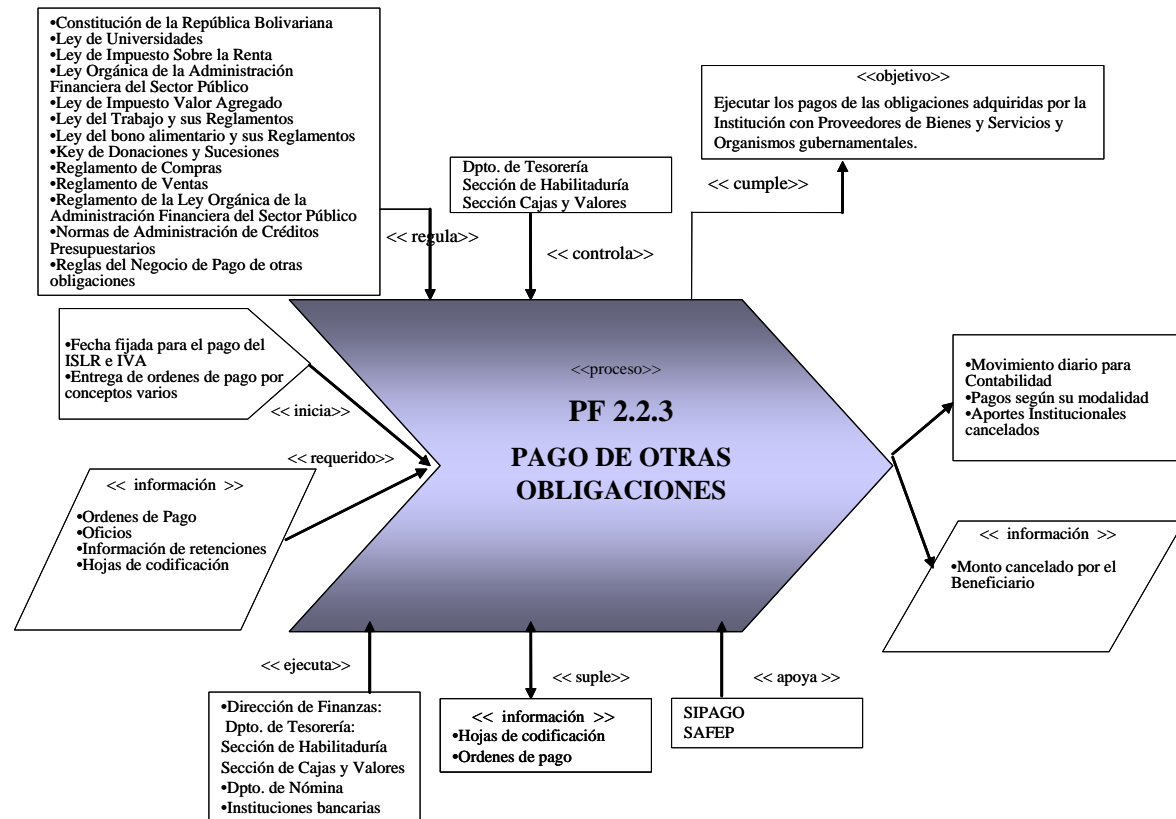 •Constitución de la República Bolivariana
•Ley de Universidades
•Ley de Impuesto Sobre la Renta
•Ley Orgánica de la Administración
Financiera del Sector Público
•Ley de Impuesto Valor Agregado
•Ley del Trabajo y sus Reglamentos
•Ley del bono alimentario y sus Reglamentos
•Key de Donaciones y Sucesiones
•Reglamento de Compras
•Reglamento de Ventas
•Reglamento de la Ley Orgánica de la
Administración Financiera del Sector Público
•Normas de Administración de Créditos
Presupuestarios
•Reglas del Negocio de Pago de otras
obligaciones
<< regula>>
Dpto. de Tesorería
Sección de Habilitaduría
Sección Cajas y Valores
<< controla>>
<<objetivo>>
Ejecutar los pagos de las obligaciones adquiridas por la
Institución con Proveedores de Bienes y Servicios y
Organismos gubernamentales.
<< cumple>>
•Fecha fijada para el pago del
ISLR e IVA
•Entrega de ordenes de pago por
conceptos varios
<< inicia>>
<< requerido>>
<< información >>
•Ordenes de Pago
•Oficios
•Información de retenciones
•Hojas de codificación
<<proceso>>
PF 2.2.3
PAGO DE OTRAS
OBLIGACIONES
•Movimiento diario para
Contabilidad
•Pagos según su modalidad
•Aportes Institucionales
cancelados
<< información >>
•Monto cancelado por el
Beneficiario
<< ejecuta>>
•Dirección de Finanzas:
Dpto. de Tesorería:
Sección de Habilitaduría
Sección de Cajas y Valores
•Dpto. de Nómina
•Instituciones bancarias
<< suple>>
<< información >>
•Hojas de codificación
•Ordenes de pago
<< apoya >>
SIPAGO
SAFEP